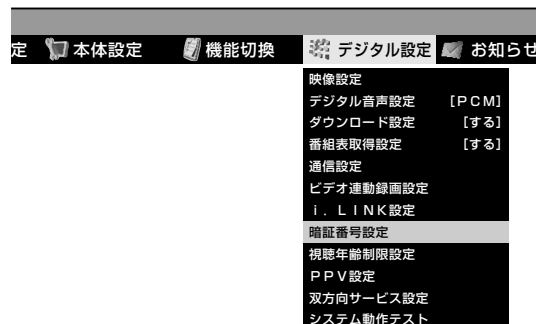 定 本体設定 機能切換 デジタル設定 お知らせ
映像設定
デジタル音声設定 [PCM]
ダウンロード設定 [する]
番組表取得設定 [する]
通信設定
ビデオ連動録画設定
i．LINK設定
暗証番号設定
視聴年齢制限設定
PPV設定
双方向サービス設定
システム動作テスト